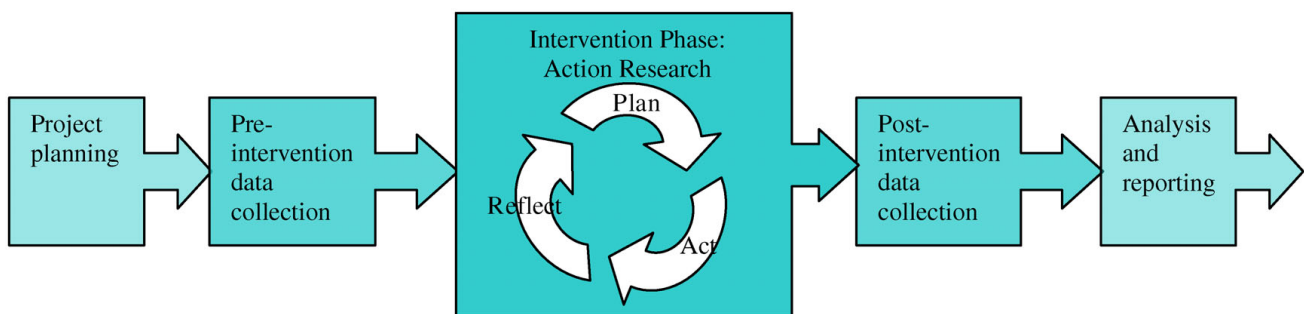 Project
planning
Pre-
intervention
data
collection
Intervention Phase:
Action Research
Plan
Act
Reflect
Post-
intervention
data
collection
Analysis
and
reporting